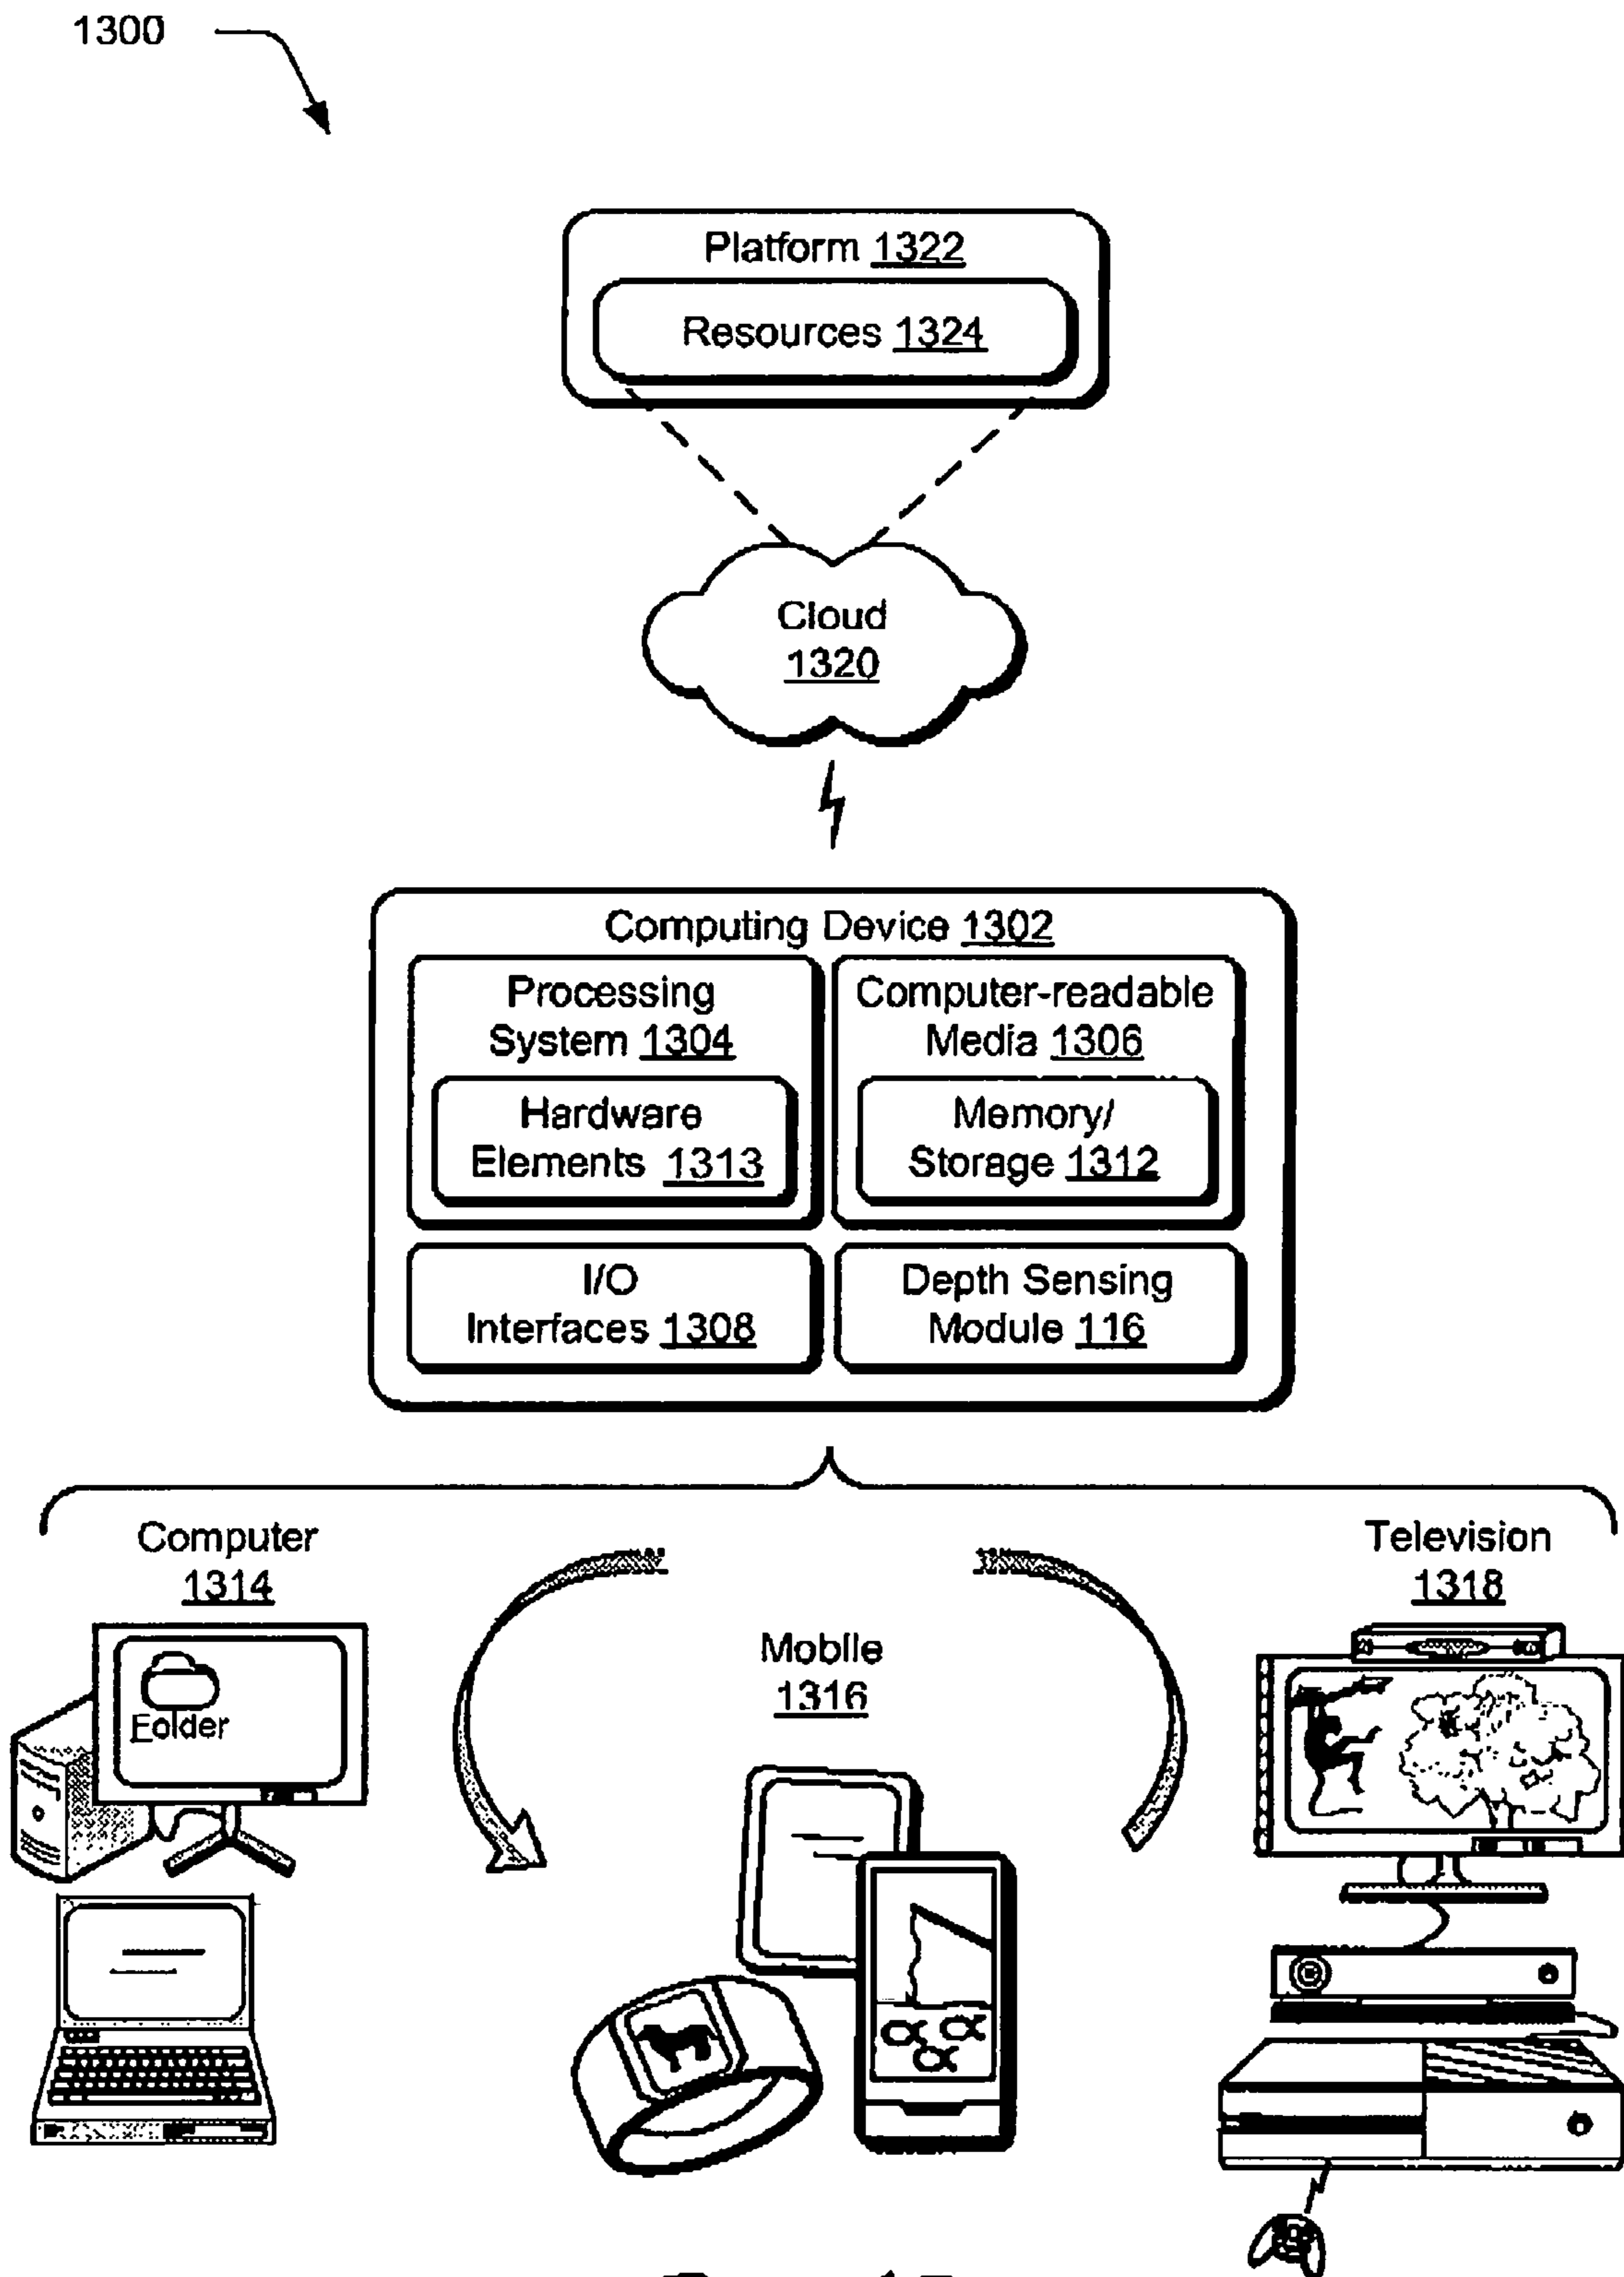 1300
Platform 1322
Resources 1324
Cloud
1320
Computing Device 1302
Processing
System 1304
Computer-readable
Media 1306
Hardware
Elements 1313
Memory/
Storage 1312
I/O
Interfaces 1308
Depth Sensing
Module 116
Computer
1314
Television
1318
Mobile
1316
Folder